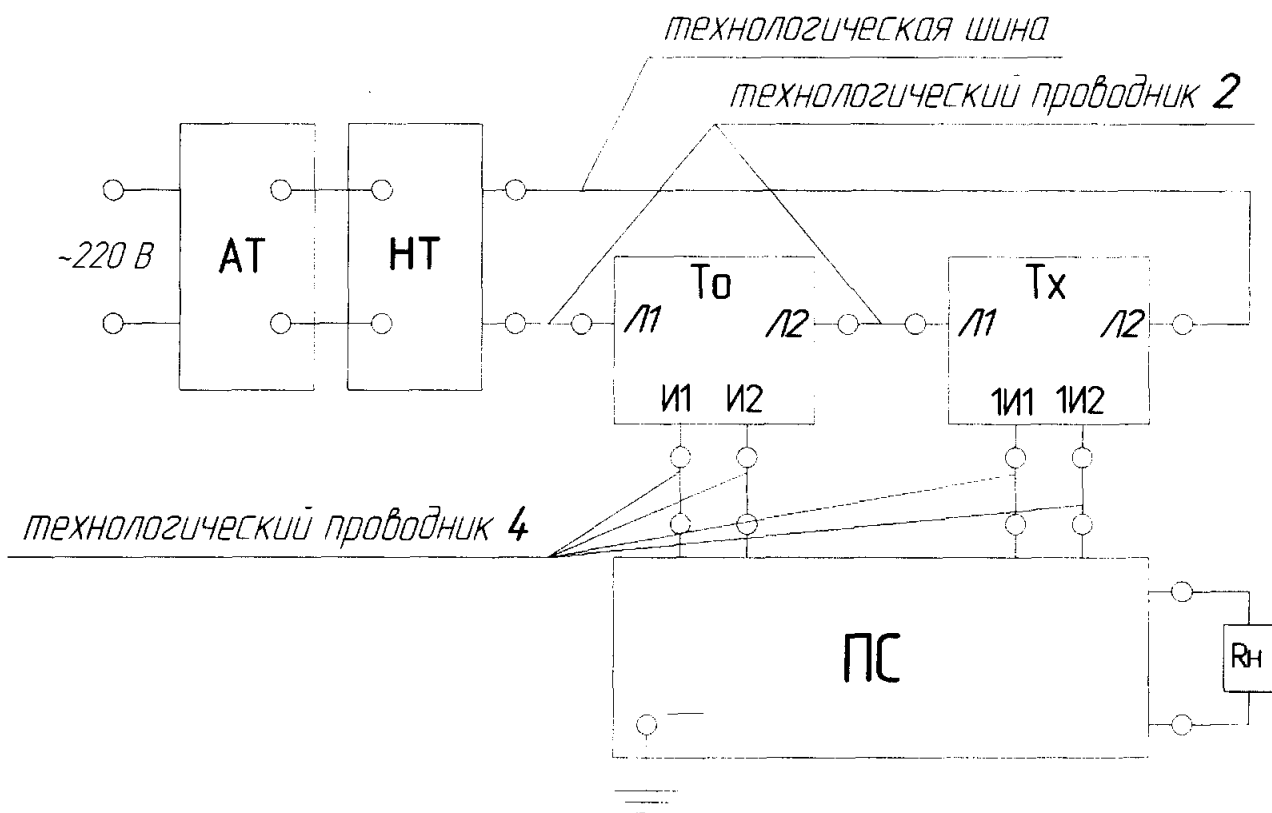 технологическая шина
технологический проводник 2
~220 В
АТ
НТ
То
Л1
Л2
И1
И2
Тх
Л1
Л2
1И1
1И2
технологический проводник 4
ПС
Rн